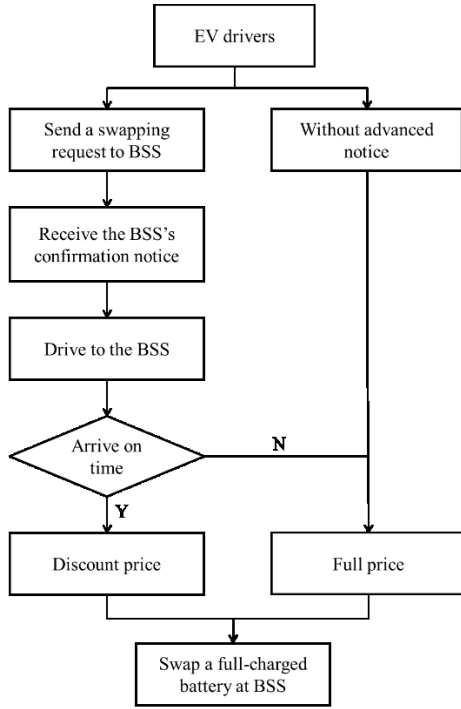 EV drivers
Send a swapping
request to BSS
Without advanced
notice
Receive the BSS’s
confirmation notice
Drive to the BSS
Arrive on
time
N
Y
Discount price
Full price
Swap a full-charged
battery at BSS